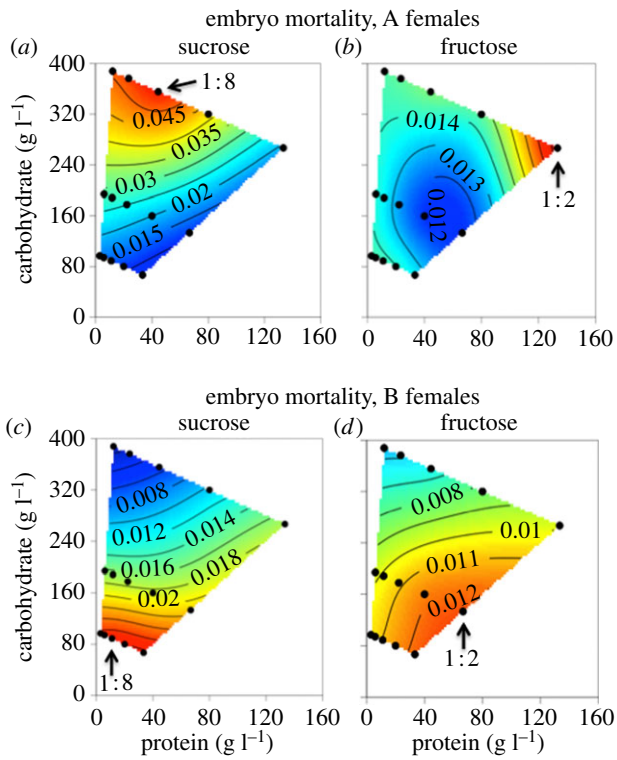 embryo mortality, A females
(a) sucrose
(b) fructose
carbohydrate (g l⁻¹)
400
320
240
160
80
0
0 40 80 120 160
1:8
0.045
0.035
0.03
0.02
0.015
0 40 80 120 160
0.014
0.013
0.012
1:2
embryo mortality, B females
(c) sucrose
(d) fructose
carbohydrate (g l⁻¹)
400
320
240
160
80
0
0 40 80 120 160
protein (g l⁻¹)
0.008
0.012
0.014
0.016
0.018
0.02
1:8
0 40 80 120 160
protein (g l⁻¹)
0.008
0.01
0.011
0.012
1:2